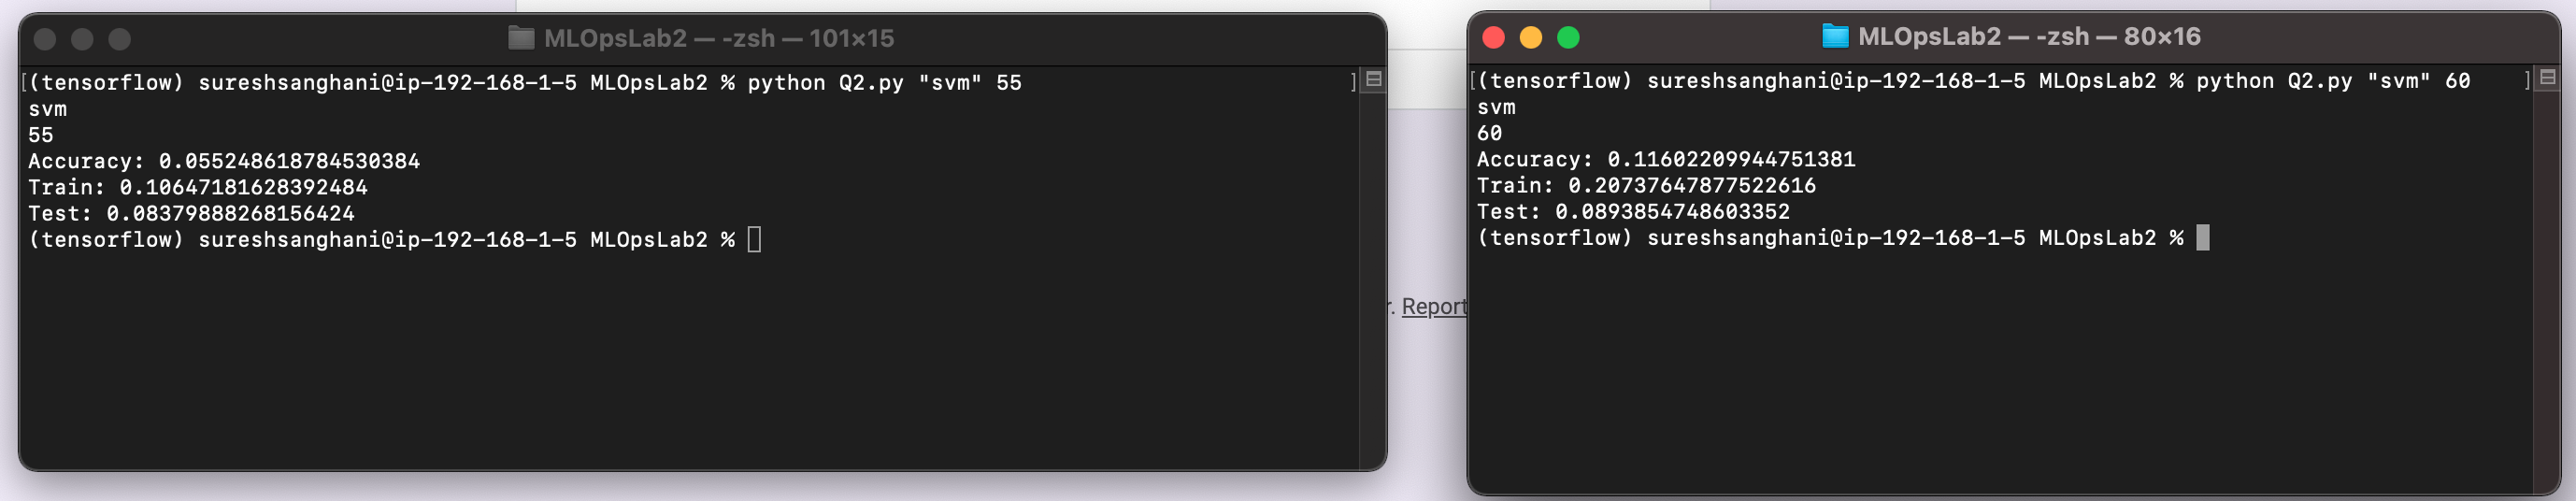 MLOpsLab2 — -zsh — 101×15
[(tensorflow) sureshsanghani@ip-192-168-1-5 MLOpsLab2 % python Q2.py "svm" 55 ]
svm
55
Accuracy: 0.055248618784530384
Train: 0.10647181628392484
Test: 0.08379888268156424
(tensorflow) sureshsanghani@ip-192-168-1-5 MLOpsLab2 %
r. Report
MLOpsLab2 — -zsh — 80×16
[(tensorflow) sureshsanghani@ip-192-168-1-5 MLOpsLab2 % python Q2.py "svm" 60 ]
svm
60
Accuracy: 0.11602209944751381
Train: 0.20737647877522616
Test: 0.0893854748603352
(tensorflow) sureshsanghani@ip-192-168-1-5 MLOpsLab2 %